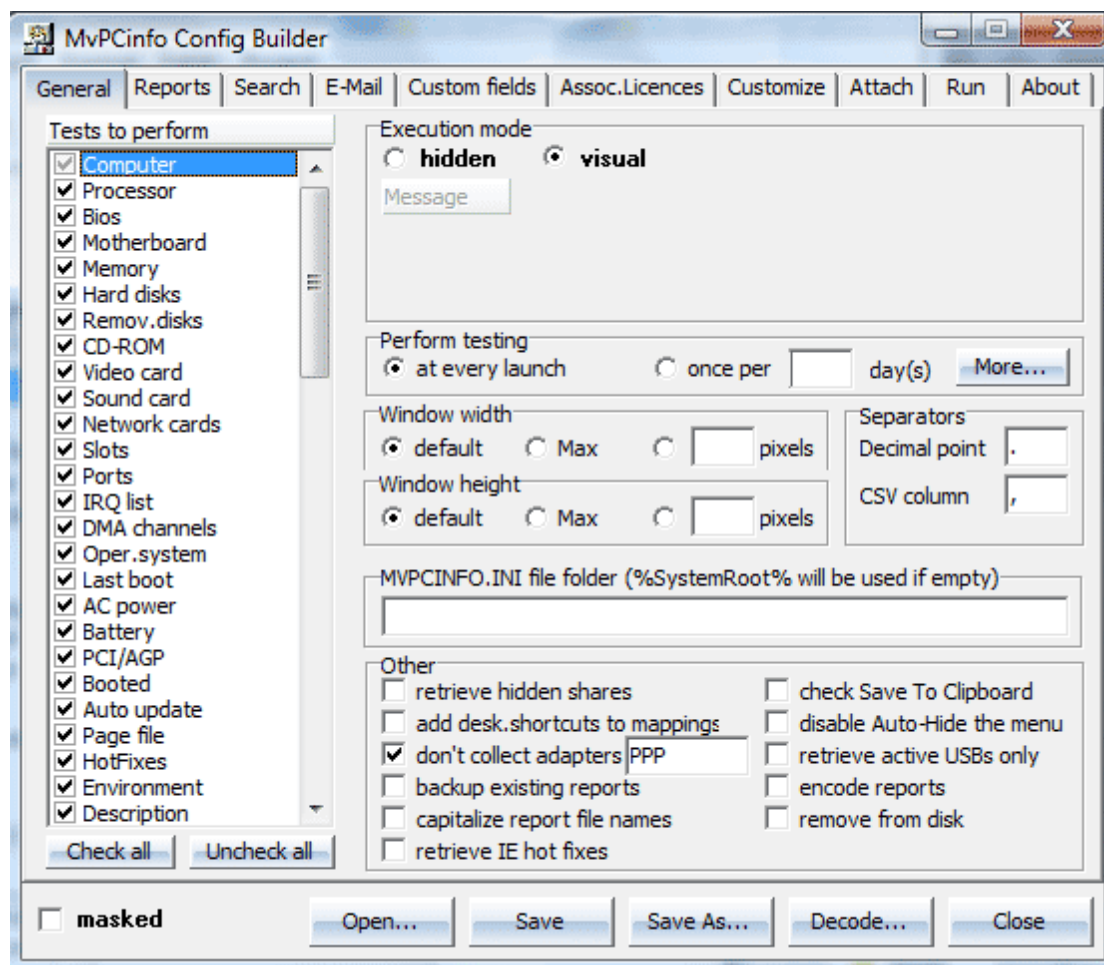 MvPCinfo Config Builder
General Reports Search E-Mail Custom fields Assoc.Licences Customize Attach Run About
Tests to perform
Computer
Processor
Bios
Motherboard
Memory
Hard disks
Remov.disks
CD-ROM
Video card
Sound card
Network cards
Slots
Ports
IRQ list
DMA channels
Oper.system
Last boot
AC power
Battery
PCI/AGP
Booted
Auto update
Page file
HotFixes
Environment
Description
Check all Uncheck all
Execution mode
hidden visual
Message
Perform testing
at every launch once per day(s) More...
Window width
default Max pixels
Window height
default Max pixels
Separators
Decimal point .
CSV column ,
MVPCINFO.INI file folder (%SystemRoot% will be used if empty)
Other
retrieve hidden shares
add desk.shortcuts to mappings
don't collect adapters PPP
backup existing reports
capitalize report file names
retrieve IE hot fixes
check Save To Clipboard
disable Auto-Hide the menu
retrieve active USBs only
encode reports
remove from disk
masked Open... Save Save As... Decode... Close